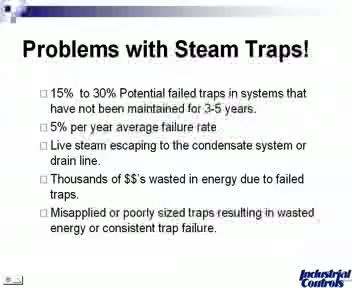 Problems with Steam Traps!
15% to 30% Potential failed traps in systems that
have not been maintained for 3-5 years.
5% per year average failure rate
Live steam escaping to the condensate system or
drain line.
Thousands of $$'s wasted in energy due to failed
traps.
Misapplied or poorly sized traps resulting in wasted
energy or consistent trap failure.
Industrial
Controls